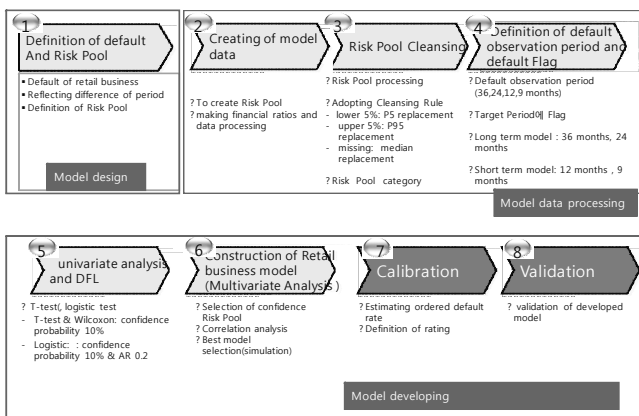 1
Definition of default
And Risk Pool
▪ Default of retail business
▪ Reflecting difference of period
▪ Definition of Risk Pool
Model design
2
Creating of model
data
? To create Risk Pool
? making financial ratios and
data processing
3
Risk Pool Cleansing
? Risk Pool processing
? Adopting Cleansing Rule
- lower 5%: P5 replacement
- upper 5%: P95
replacement
- missing: median
replacement
? Risk Pool category
4
Definition of default
observation period and
default Flag
? Default observation period
(36,24,12,9 months)
? Target Period에 Flag
? Long term model : 36 months, 24
months
? Short term model: 12 months , 9
months
Model data processing
5
univariate analysis
and DFL
? T-test(, logistic test
- T-test & Wilcoxon: confidence
probability 10%
- Logistic: : confidence
probability 10% & AR 0.2
6
Construction of Retail
business model
(Multivariate Analysis )
? Selection of confidence
Risk Pool
? Correlation analysis
? Best model
selection(simulation)
7
Calibration
? Estimating ordered default
rate
? Definition of rating
8
Validation
? validation of developed
model
Model developing